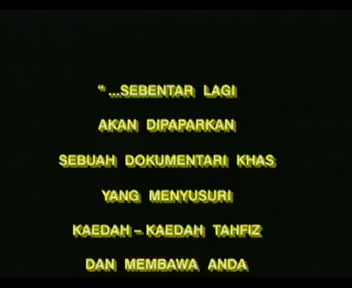 “ ...SEBENTAR LAGI
AKAN DIPAPARKAN
SEBUAH DOKUMENTARI KHAS
YANG MENYUSURI
KAEDAH – KAEDAH TAHFIZ
DAN MEMBAWA ANDA